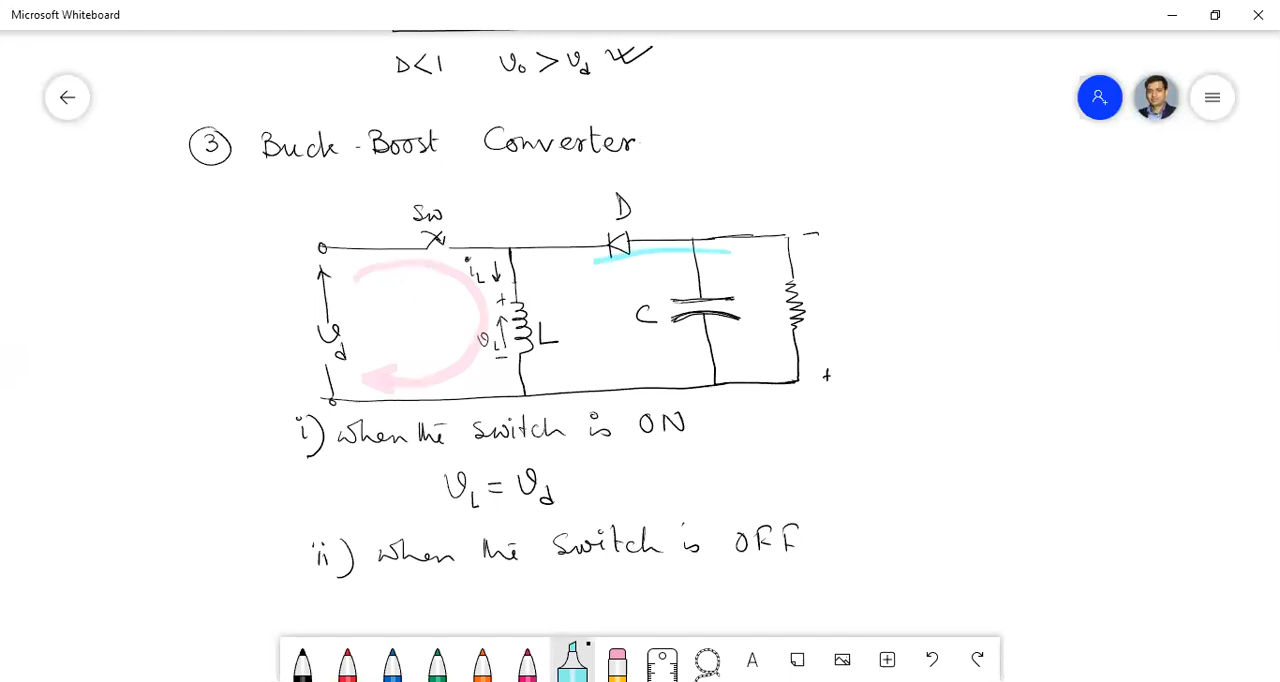 Microsoft Whiteboard
D<1 v₀ > v_d
3 Buck-Boost Converter
SW
D
−
i_L
+
v_L
−
L
C
v_d
+
i) when the switch is ON
v_L = v_d
ii) when the switch is OFF
A